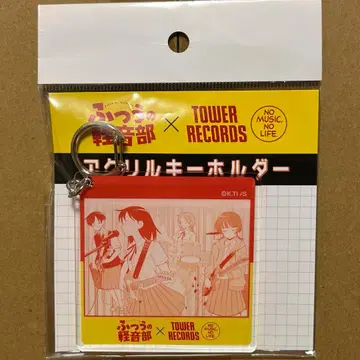 ふつうの軽音部 × TOWER RECORDS NO MUSIC, NO LIFE.
アクリルキーホルダー
©K.T/.S
ふつうの軽音部 × TOWER RECORDS